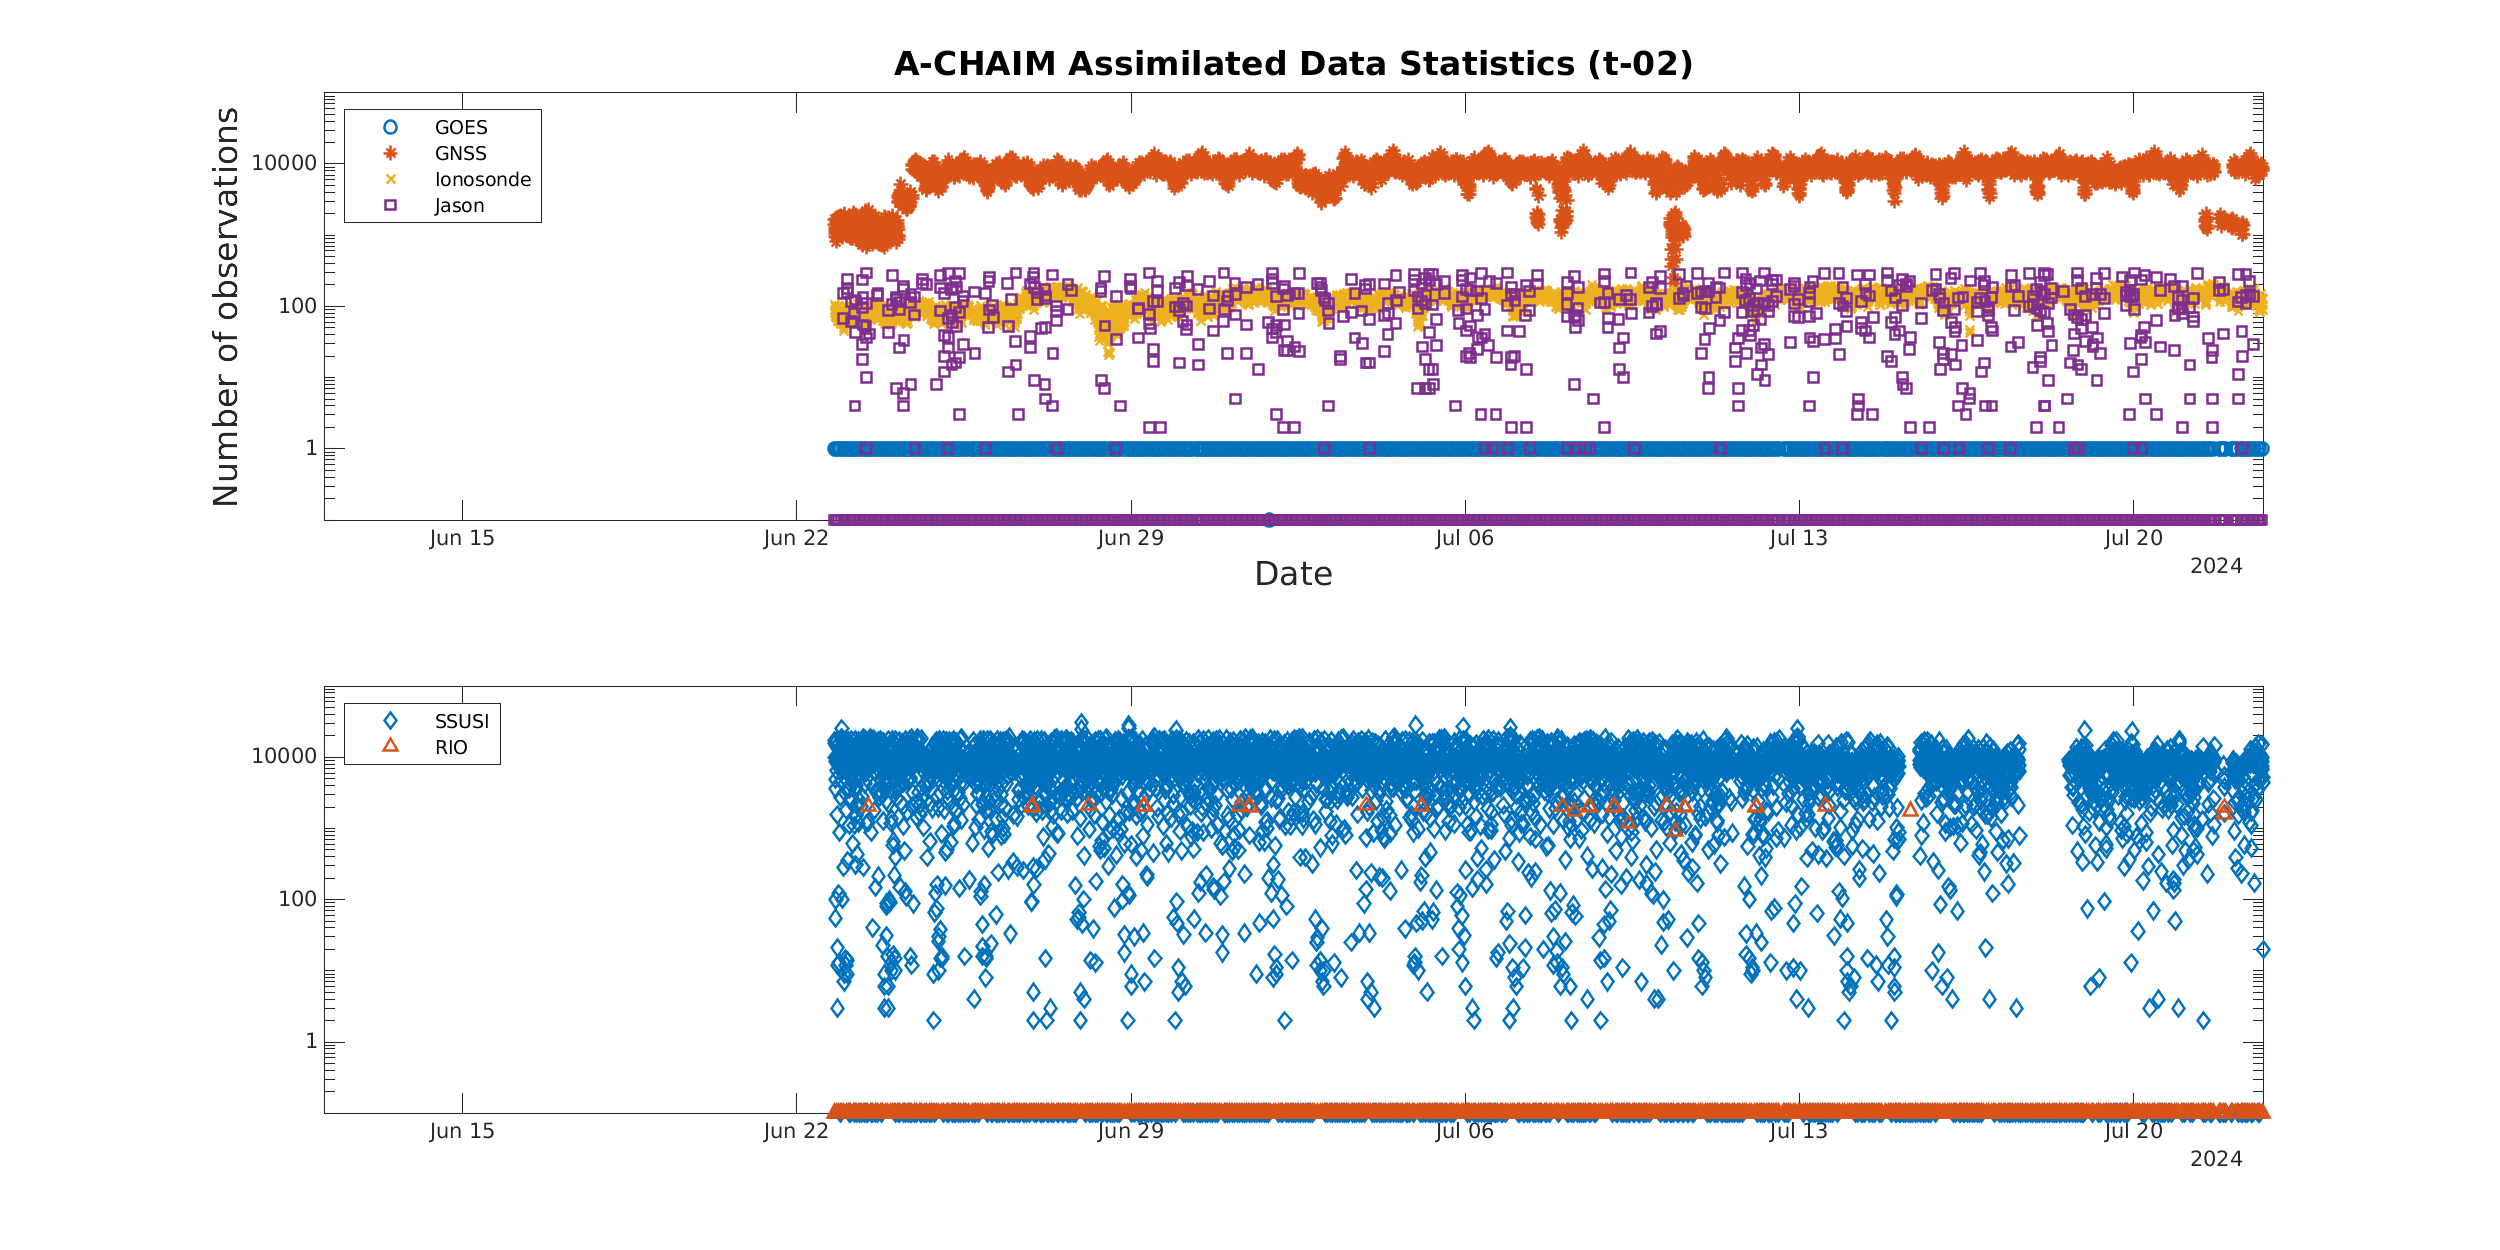 A-CHAIM Assimilated Data Statistics (t-02)
Number of observations
10000
100
1
GOES
GNSS
Ionosonde
Jason
Jun 15
Jun 22
Jun 29
Jul 06
Jul 13
Jul 20
2024
Date
10000
100
1
SSUSI
RIO
Jun 15
Jun 22
Jun 29
Jul 06
Jul 13
Jul 20
2024